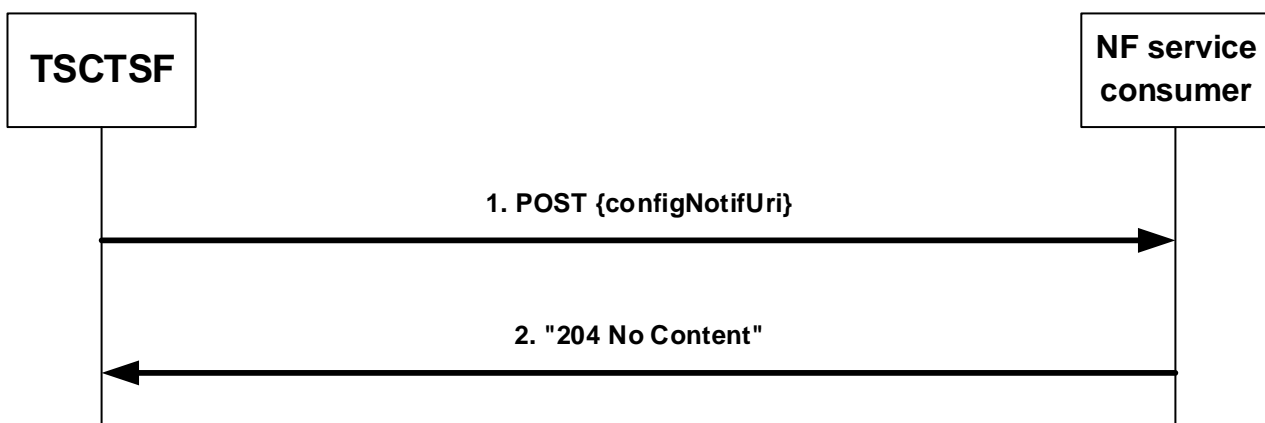 TSCTSF
NF service
consumer
1. POST {configNotifUri}
2. "204 No Content"